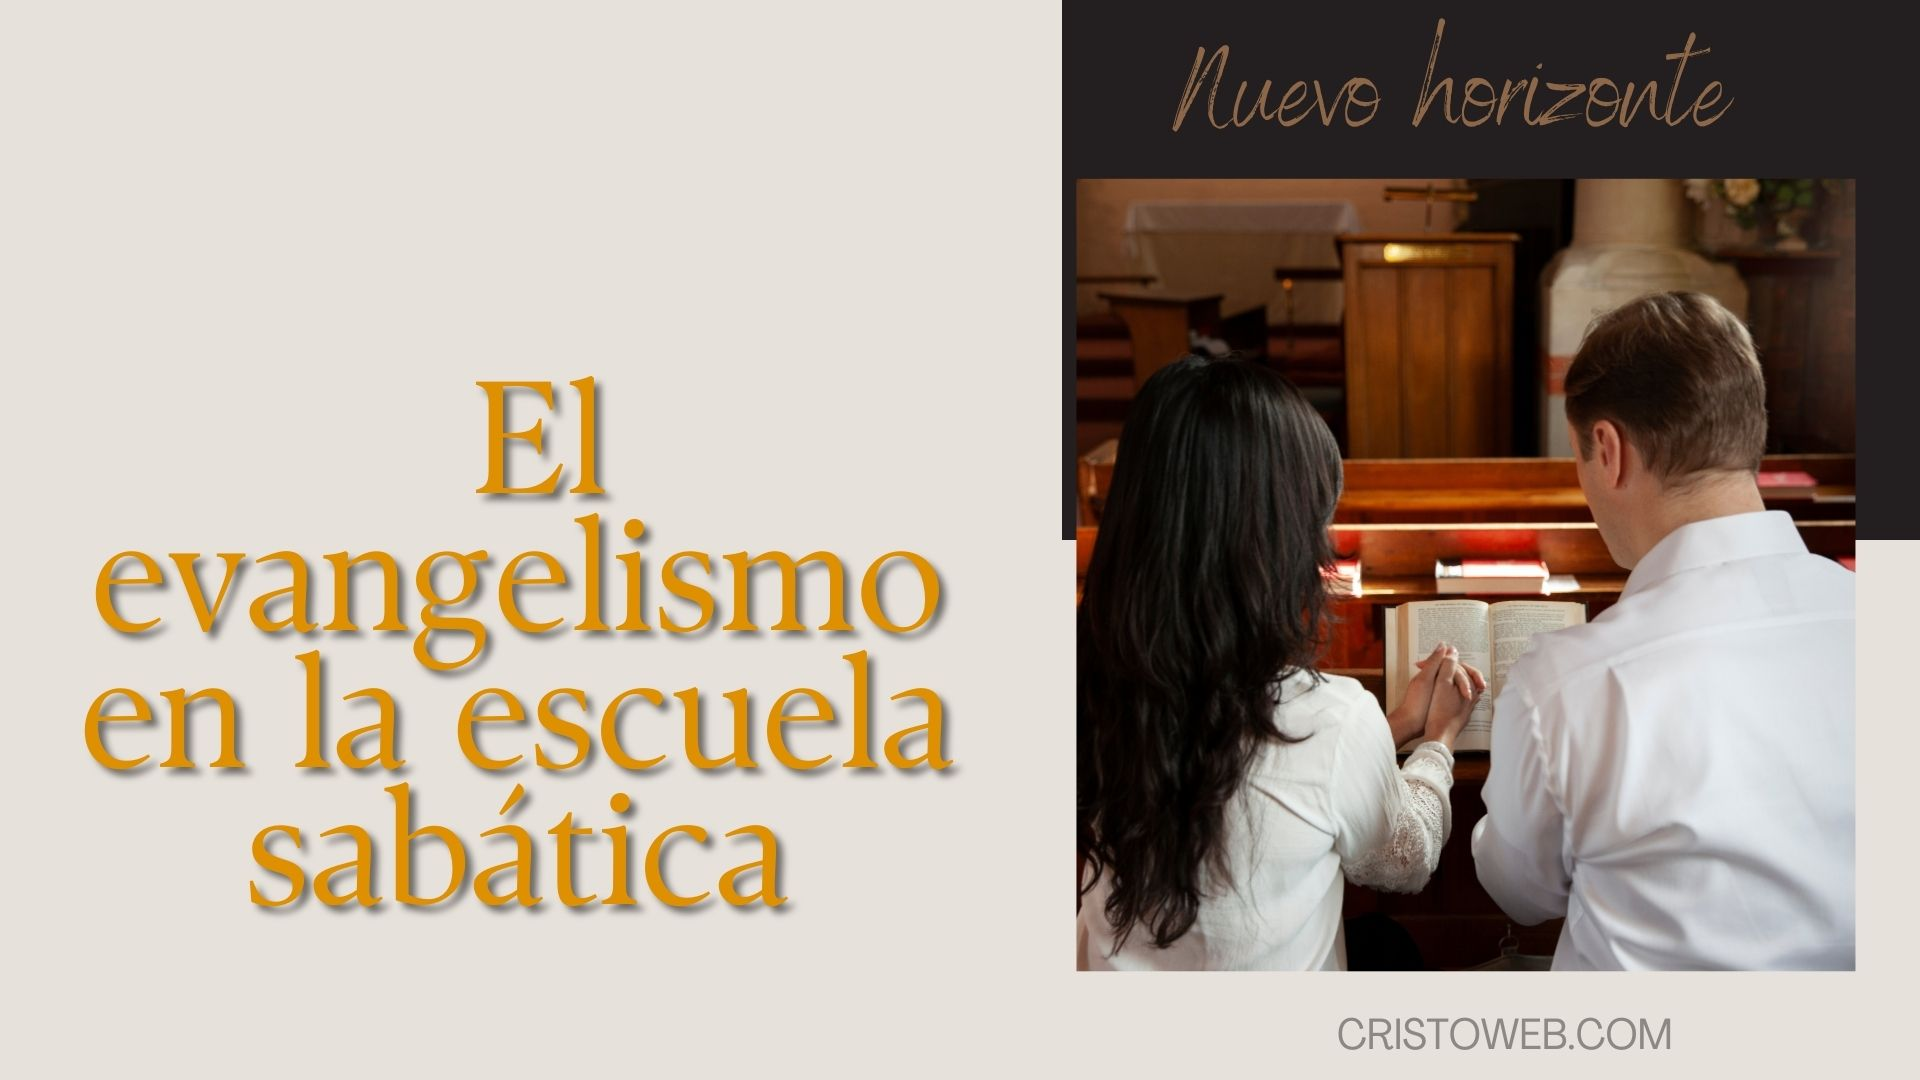 Nuevo horizonte
El
evangelismo
en la escuela
sabática
CRISTOWEB.COM